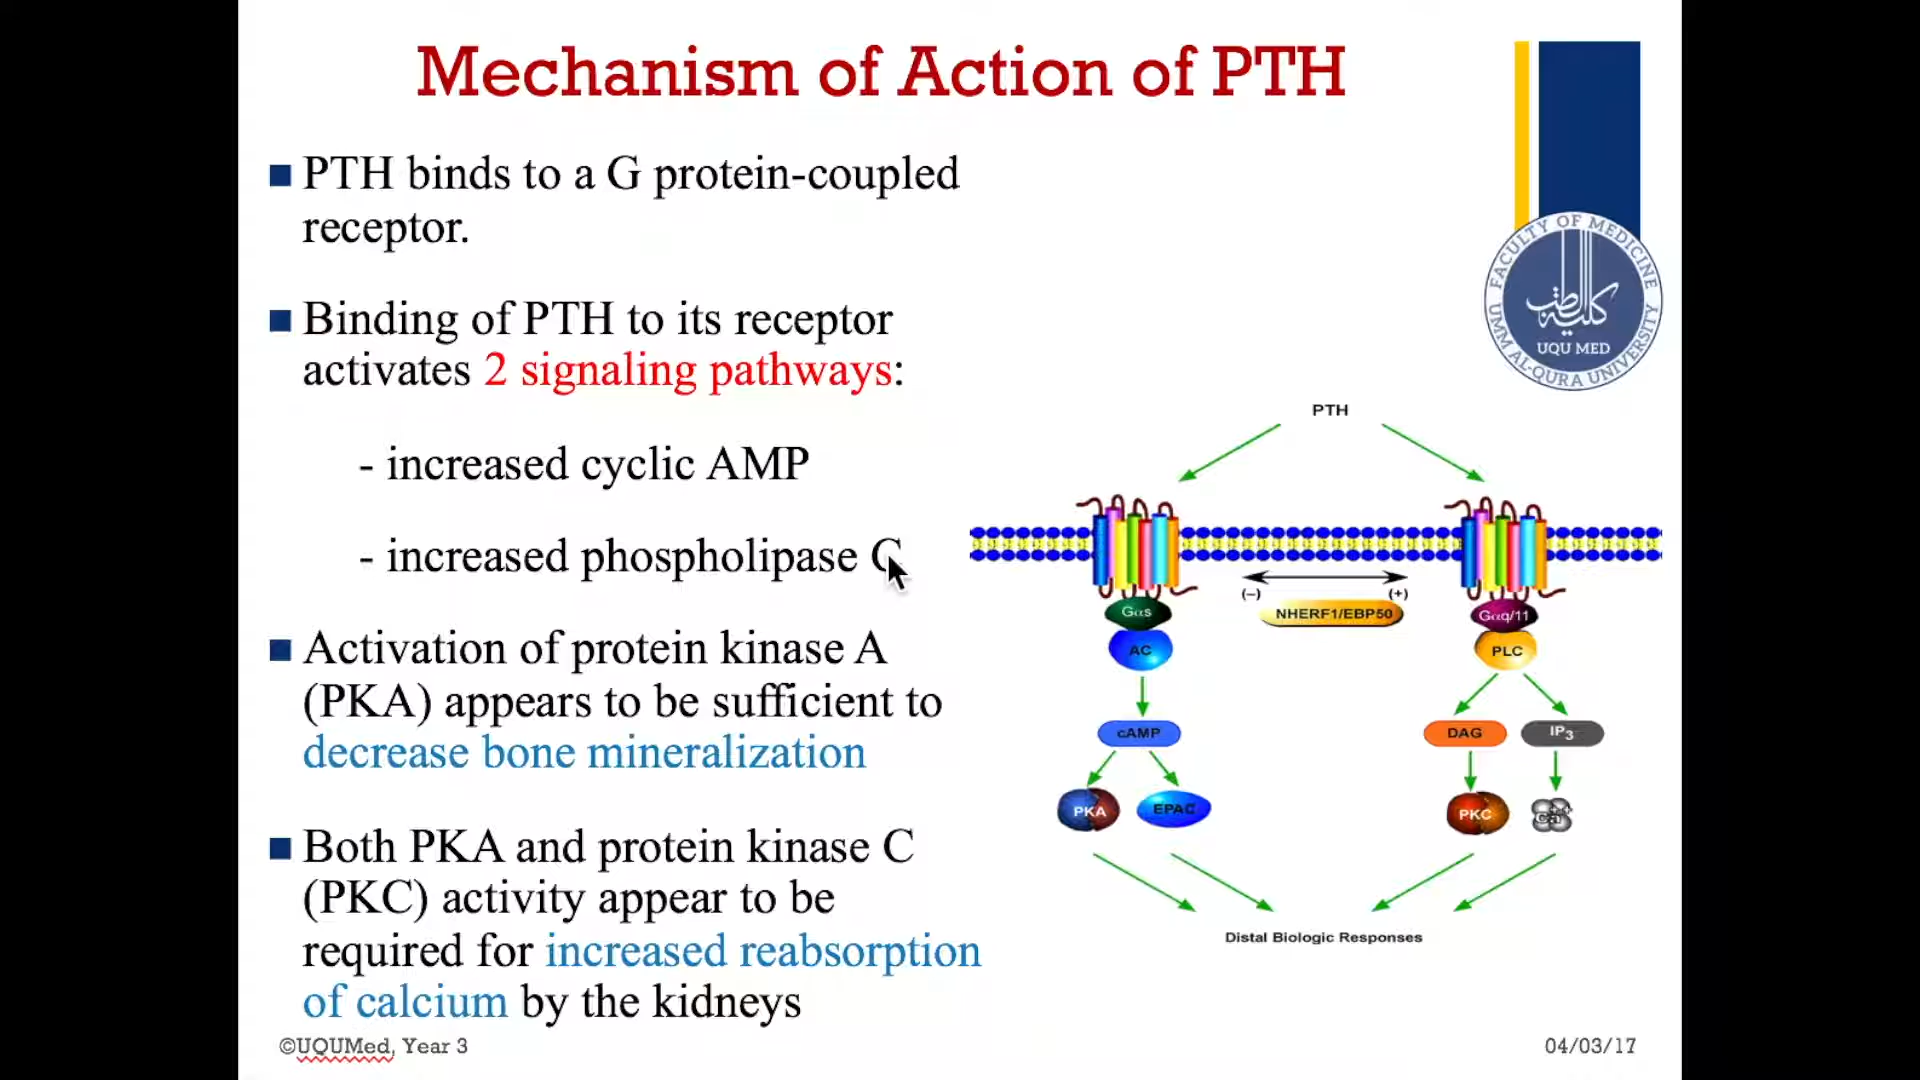 Mechanism of Action of PTH
■ PTH binds to a G protein-coupled
receptor.
■ Binding of PTH to its receptor
activates 2 signaling pathways:
- increased cyclic AMP
- increased phospholipase C
■ Activation of protein kinase A
(PKA) appears to be sufficient to
decrease bone mineralization
■ Both PKA and protein kinase C
(PKC) activity appear to be
required for increased reabsorption
of calcium by the kidneys
©UQUMed, Year 3
04/03/17
FACULTY OF MEDICINE
كلية الطب
UQU MED
UMM AL-QURA UNIVERSITY
PTH
(–) (+)
NHERF1/EBP50
Gαs
Gαq/11
AC
PLC
cAMP
DAG
IP3
PKA
EPAC
PKC
Ca++
Distal Biologic Responses